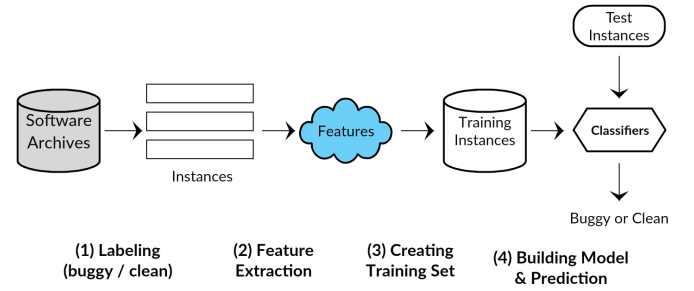 Test
Instances
Software
Archives
Instances
Features
Training
Instances
Classifiers
Buggy or Clean
(1) Labeling
(buggy / clean)
(2) Feature
Extraction
(3) Creating
Training Set
(4) Building Model
& Prediction